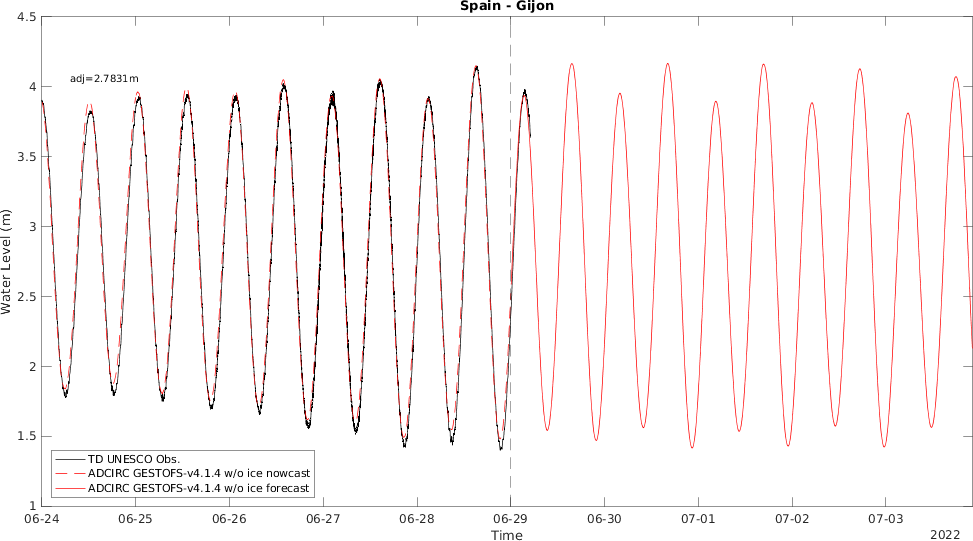 Spain - Gijon
4.5
adj=2.7831m
4
3.5
3
2.5
2
1.5
1
Water Level (m)
TD UNESCO Obs.
ADCIRC GESTOFS-v4.1.4 w/o ice nowcast
ADCIRC GESTOFS-v4.1.4 w/o ice forecast
06-24 06-25 06-26 06-27 06-28 06-29 06-30 07-01 07-02 07-03
Time
2022